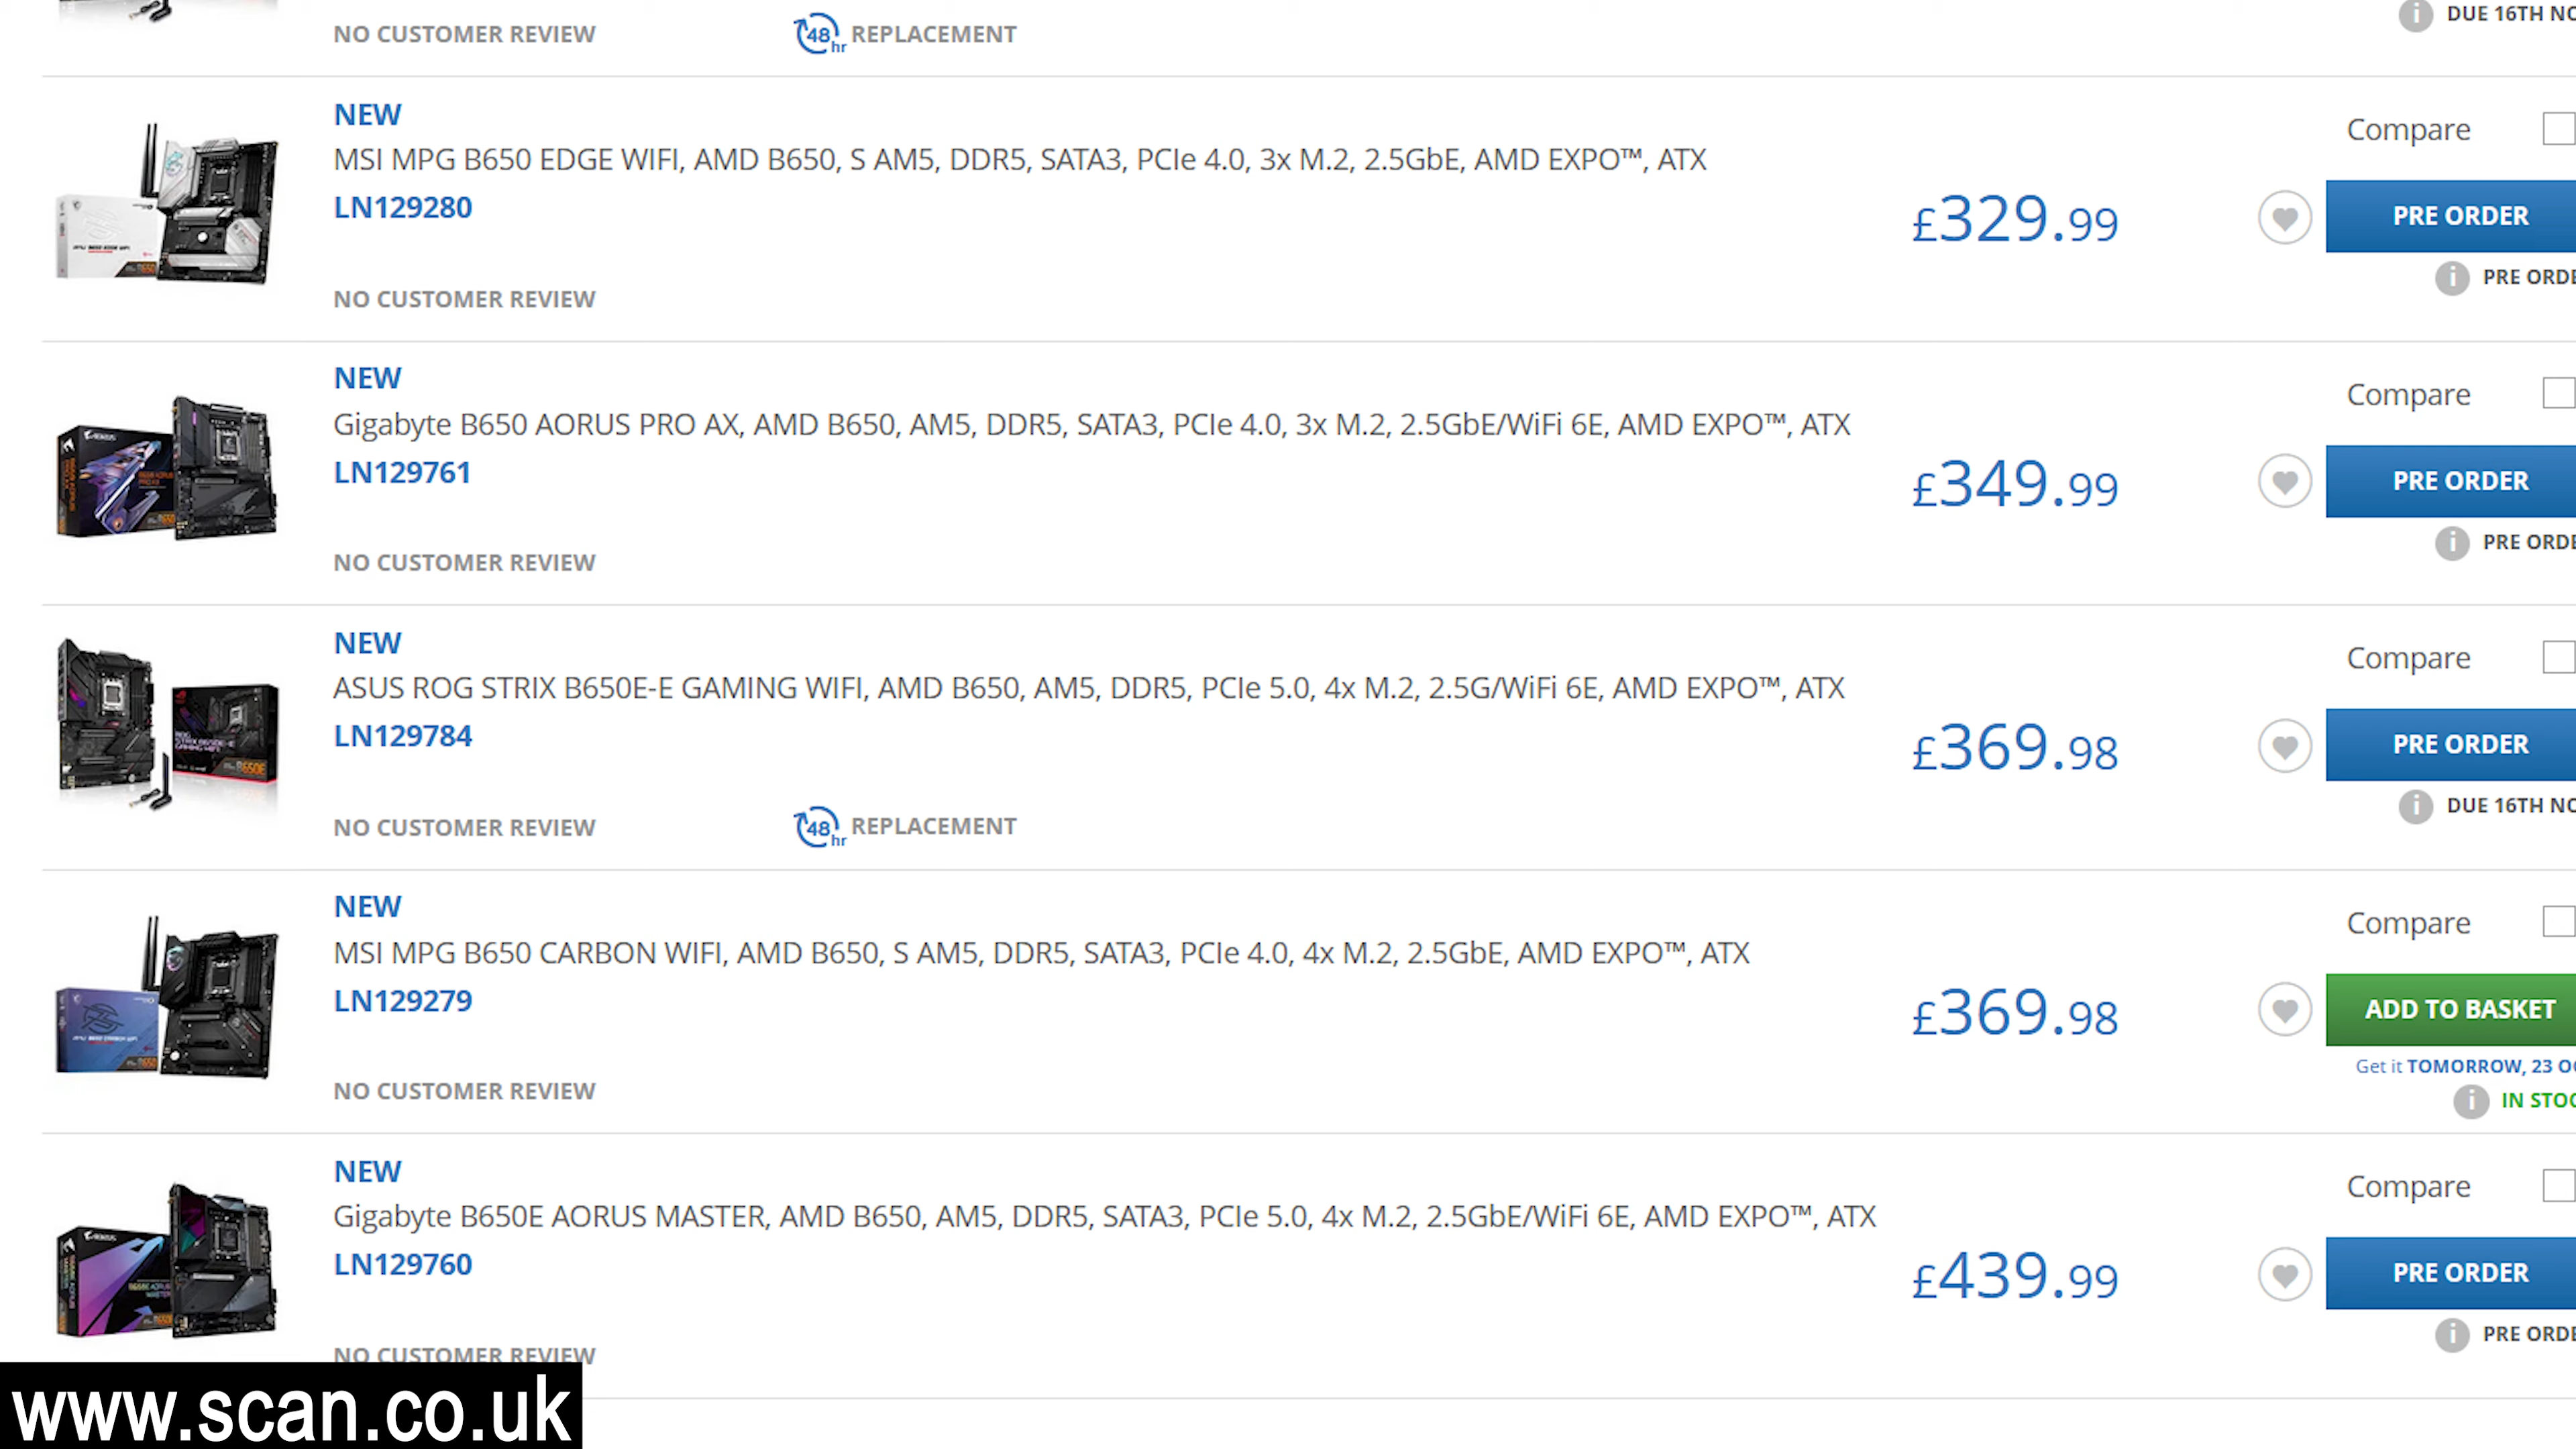 NO CUSTOMER REVIEW 48 hr REPLACEMENT i DUE 16TH NO
NEW
MSI MPG B650 EDGE WIFI, AMD B650, S AM5, DDR5, SATA3, PCIe 4.0, 3x M.2, 2.5GbE, AMD EXPO™, ATX
LN129280
NO CUSTOMER REVIEW
£329.99
Compare
PRE ORDER
i PRE ORDE
NEW
Gigabyte B650 AORUS PRO AX, AMD B650, AM5, DDR5, SATA3, PCIe 4.0, 3x M.2, 2.5GbE/WiFi 6E, AMD EXPO™, ATX
LN129761
NO CUSTOMER REVIEW
£349.99
Compare
PRE ORDER
i PRE ORDE
NEW
ASUS ROG STRIX B650E-E GAMING WIFI, AMD B650, AM5, DDR5, PCIe 5.0, 4x M.2, 2.5G/WiFi 6E, AMD EXPO™, ATX
LN129784
NO CUSTOMER REVIEW 48 hr REPLACEMENT
£369.98
Compare
PRE ORDER
i DUE 16TH NO
NEW
MSI MPG B650 CARBON WIFI, AMD B650, S AM5, DDR5, SATA3, PCIe 4.0, 4x M.2, 2.5GbE, AMD EXPO™, ATX
LN129279
NO CUSTOMER REVIEW
£369.98
Compare
ADD TO BASKET
Get it TOMORROW, 23 O
i IN STOC
NEW
Gigabyte B650E AORUS MASTER, AMD B650, AM5, DDR5, SATA3, PCIe 5.0, 4x M.2, 2.5GbE/WiFi 6E, AMD EXPO™, ATX
LN129760
NO CUSTOMER REVIEW
£439.99
Compare
PRE ORDER
i PRE ORDE
www.scan.co.uk